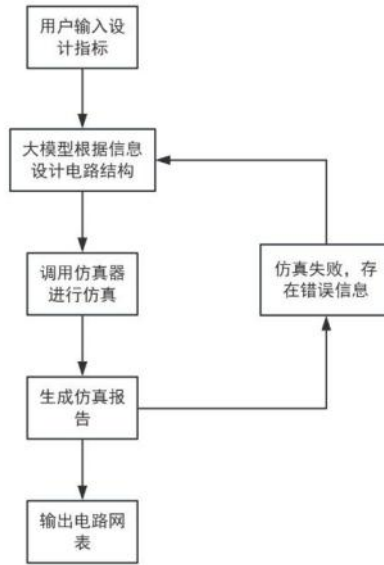 用户输入设
计指标
大模型根据信息
设计电路结构
调用仿真器
进行仿真
仿真失败，存
在错误信息
生成仿真报
告
输出电路网
表